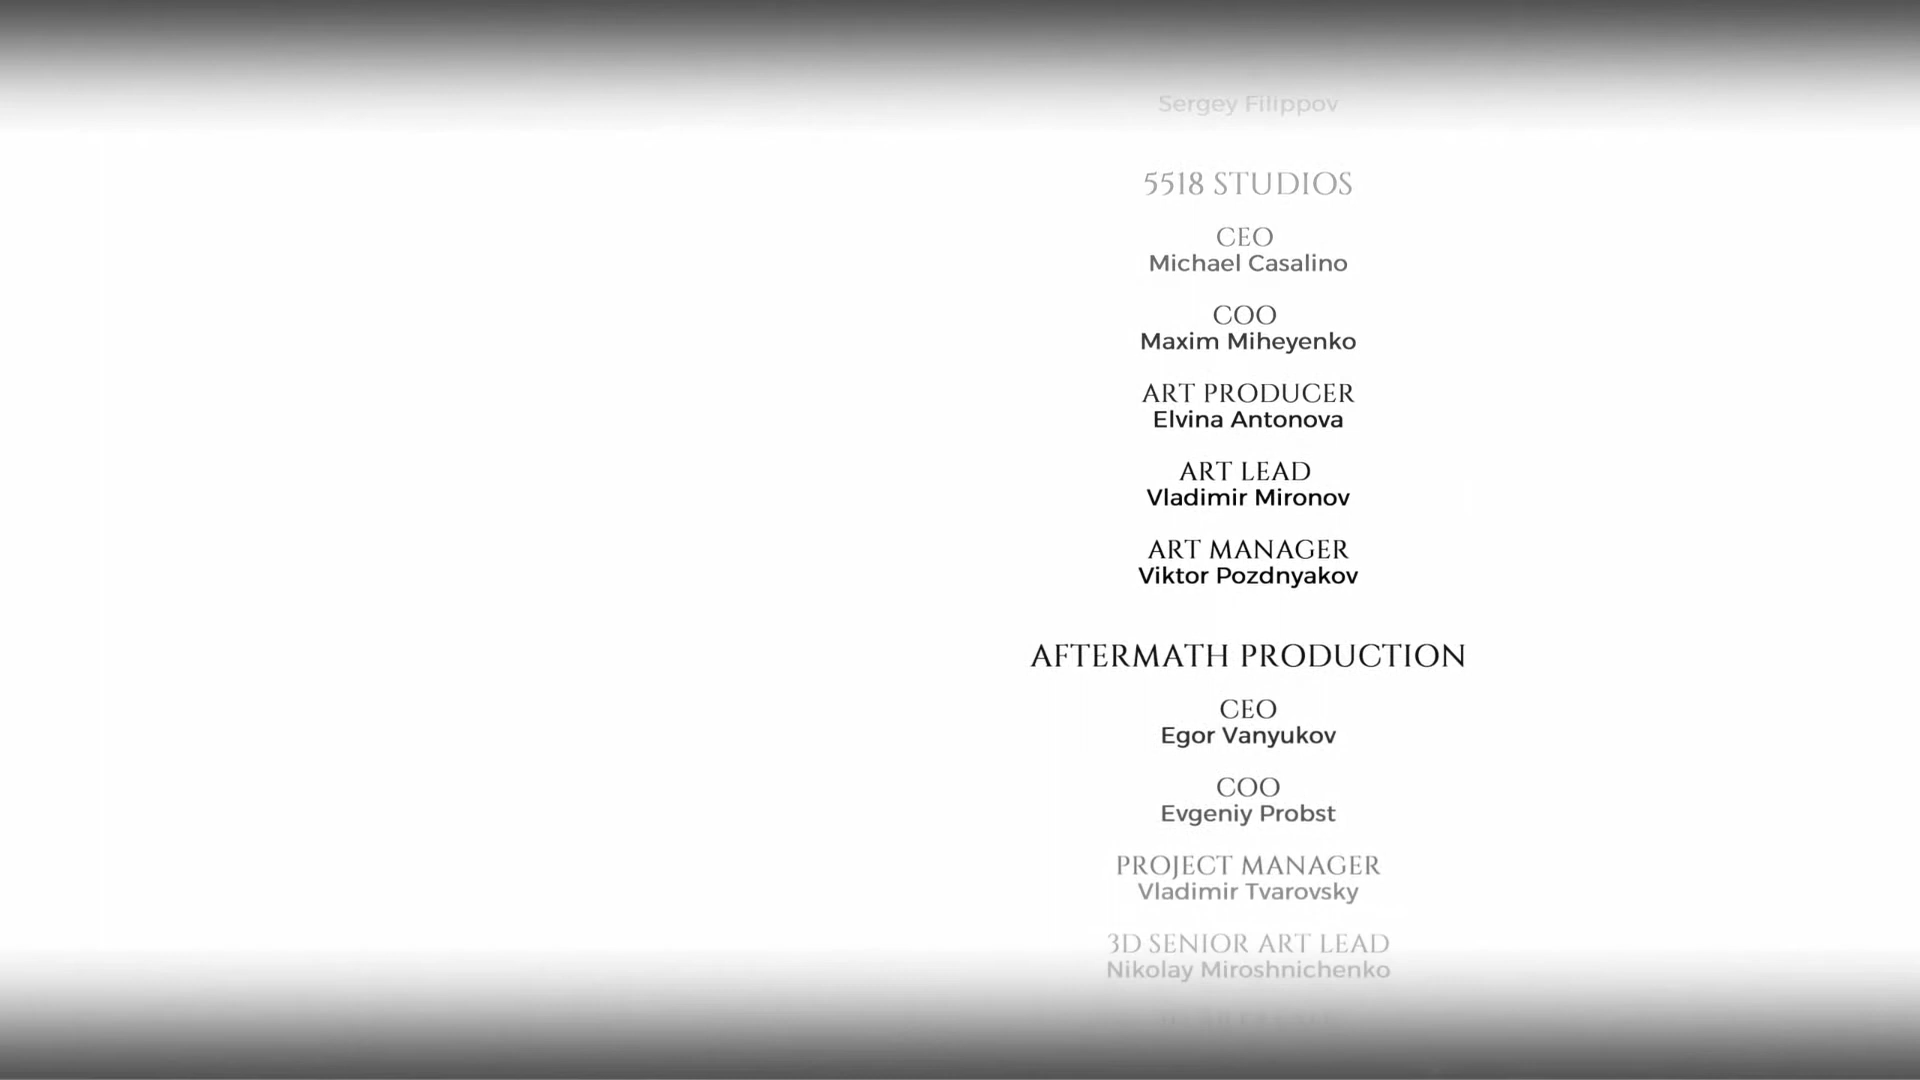 Sergey Filippov
5518 STUDIOS
CEO
Michael Casalino
COO
Maxim Miheyenko
ART PRODUCER
Elvina Antonova
ART LEAD
Vladimir Mironov
ART MANAGER
Viktor Pozdnyakov
AFTERMATH PRODUCTION
CEO
Egor Vanyukov
COO
Evgeniy Probst
PROJECT MANAGER
Vladimir Tvarovsky
3D SENIOR ART LEAD
Nikolay Miroshnichenko